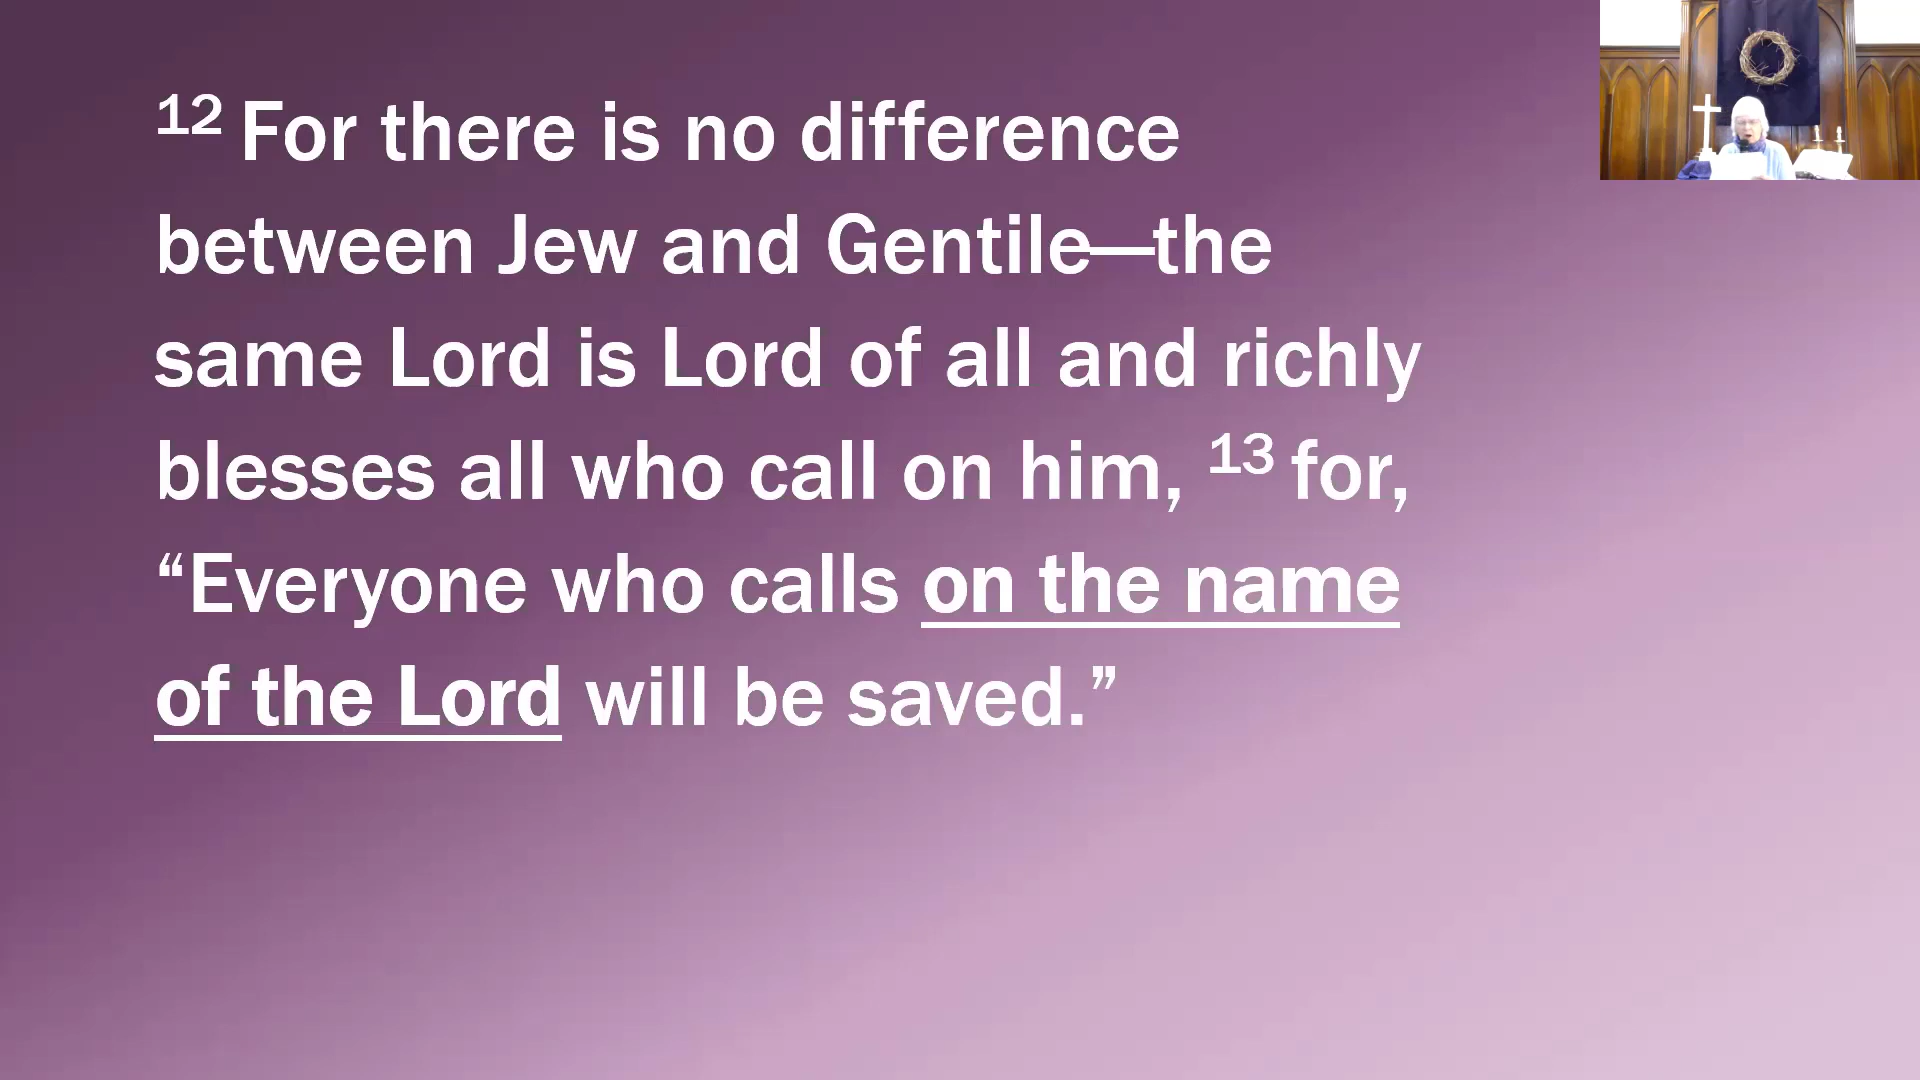 12 For there is no difference
between Jew and Gentile—the
same Lord is Lord of all and richly
blesses all who call on him, 13 for,
“Everyone who calls on the name
of the Lord will be saved.”